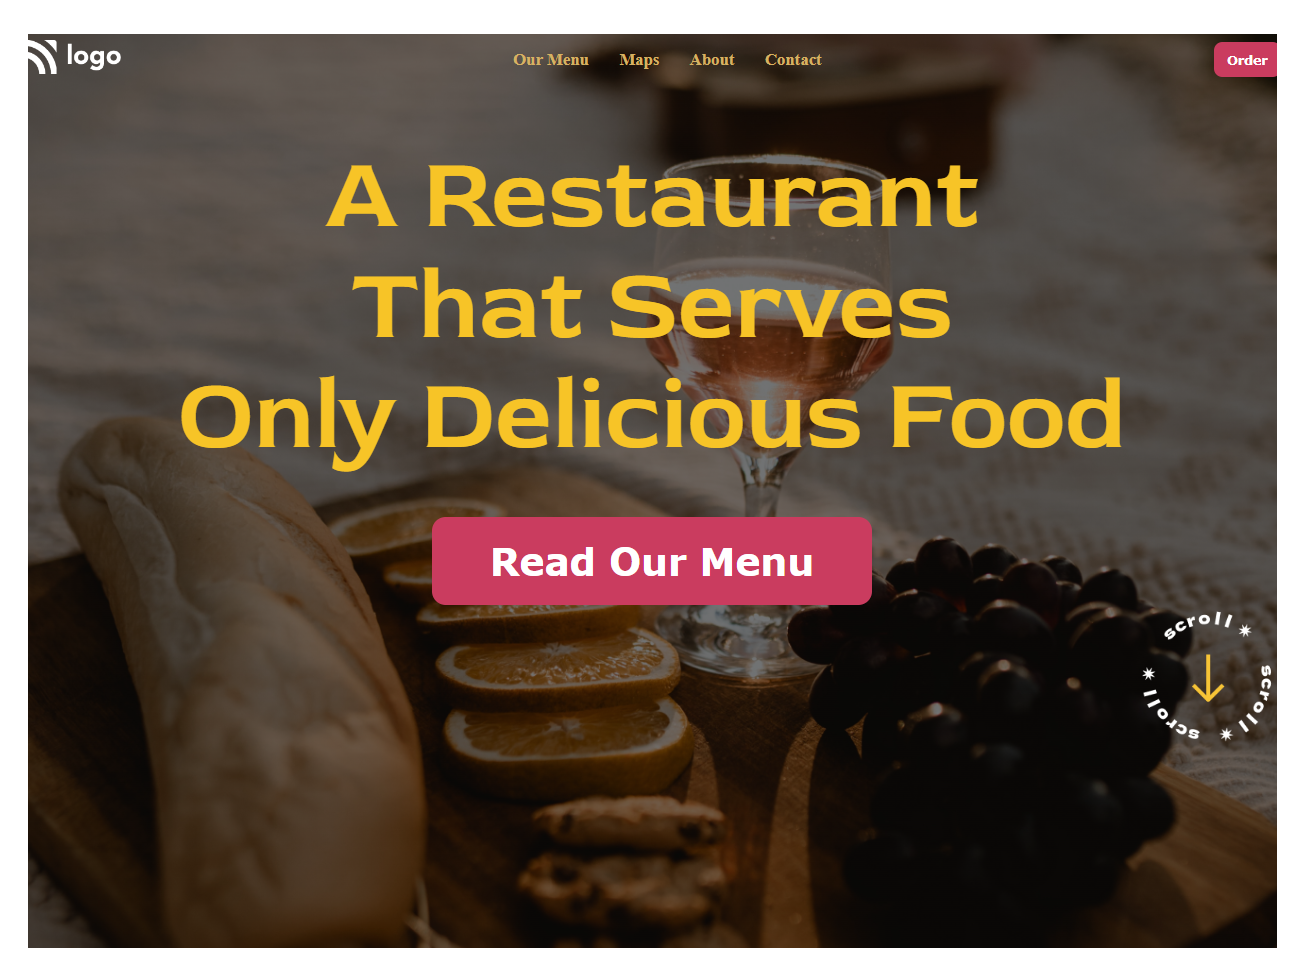 logo
Our Menu Maps About Contact
Order
A Restaurant
That Serves
Only Delicious Food
Read Our Menu
scroll ✷ scroll ✷ scroll ✷